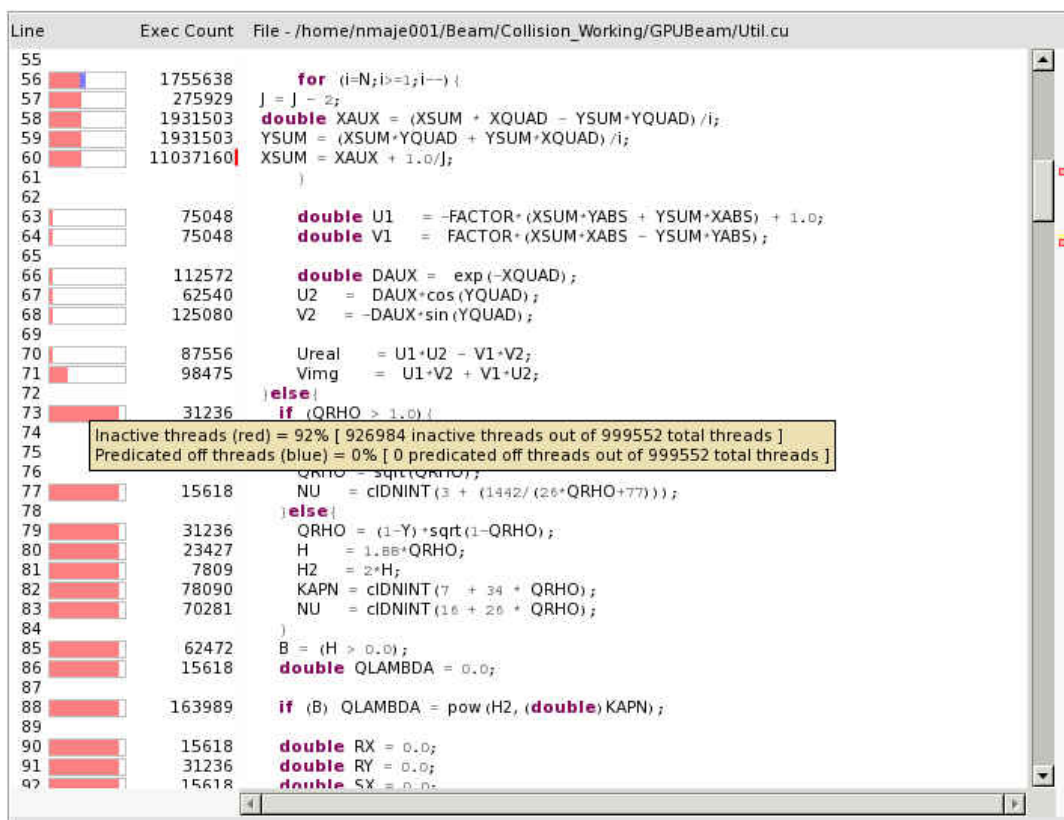 Line Exec Count File - /home/nmaje001/Beam/Collision_Working/GPUBeam/Util.cu
55
56 1755638 for (i=N;i>=1;i--){
57 275929 J = J - 2;
58 1931503 double XAUX = (XSUM * XQUAD - YSUM*YQUAD)/i;
59 1931503 YSUM = (XSUM*YQUAD + YSUM*XQUAD)/i;
60 11037160 XSUM = XAUX + 1.0/J;
61 }
62
63 75048 double U1 = -FACTOR*(XSUM*YABS + YSUM*XABS) + 1.0;
64 75048 double V1 = FACTOR*(XSUM*XABS - YSUM*YABS);
65
66 112572 double DAUX = exp(-XQUAD);
67 62540 U2 = DAUX*cos(YQUAD);
68 125080 V2 = -DAUX*sin(YQUAD);
69
70 87556 Ureal = U1*U2 - V1*V2;
71 98475 Vimg = U1*V2 + V1*U2;
72 }else{
73 31236 if (QRHO > 1.0){
74 Inactive threads (red) = 92% [ 926984 inactive threads out of 999552 total threads ]
75 Predicated off threads (blue) = 0% [ 0 predicated off threads out of 999552 total threads ]
76 QRHO = sqrt(QRHO);
77 15618 NU = cIDNINT(3 + (1442/(26*QRHO+77)));
78 }else{
79 31236 QRHO = (1-Y)*sqrt(1-QRHO);
80 23427 H = 1.88*QRHO;
81 7809 H2 = 2*H;
82 78090 KAPN = cIDNINT(7 + 34 * QRHO);
83 70281 NU = cIDNINT(16 + 26 * QRHO);
84 }
85 62472 B = (H > 0.0);
86 15618 double QLAMBDA = 0.0;
87
88 163989 if (B) QLAMBDA = pow(H2, (double)KAPN);
89
90 15618 double RX = 0.0;
91 31236 double RY = 0.0;
92 15618 double SX = 0.0;